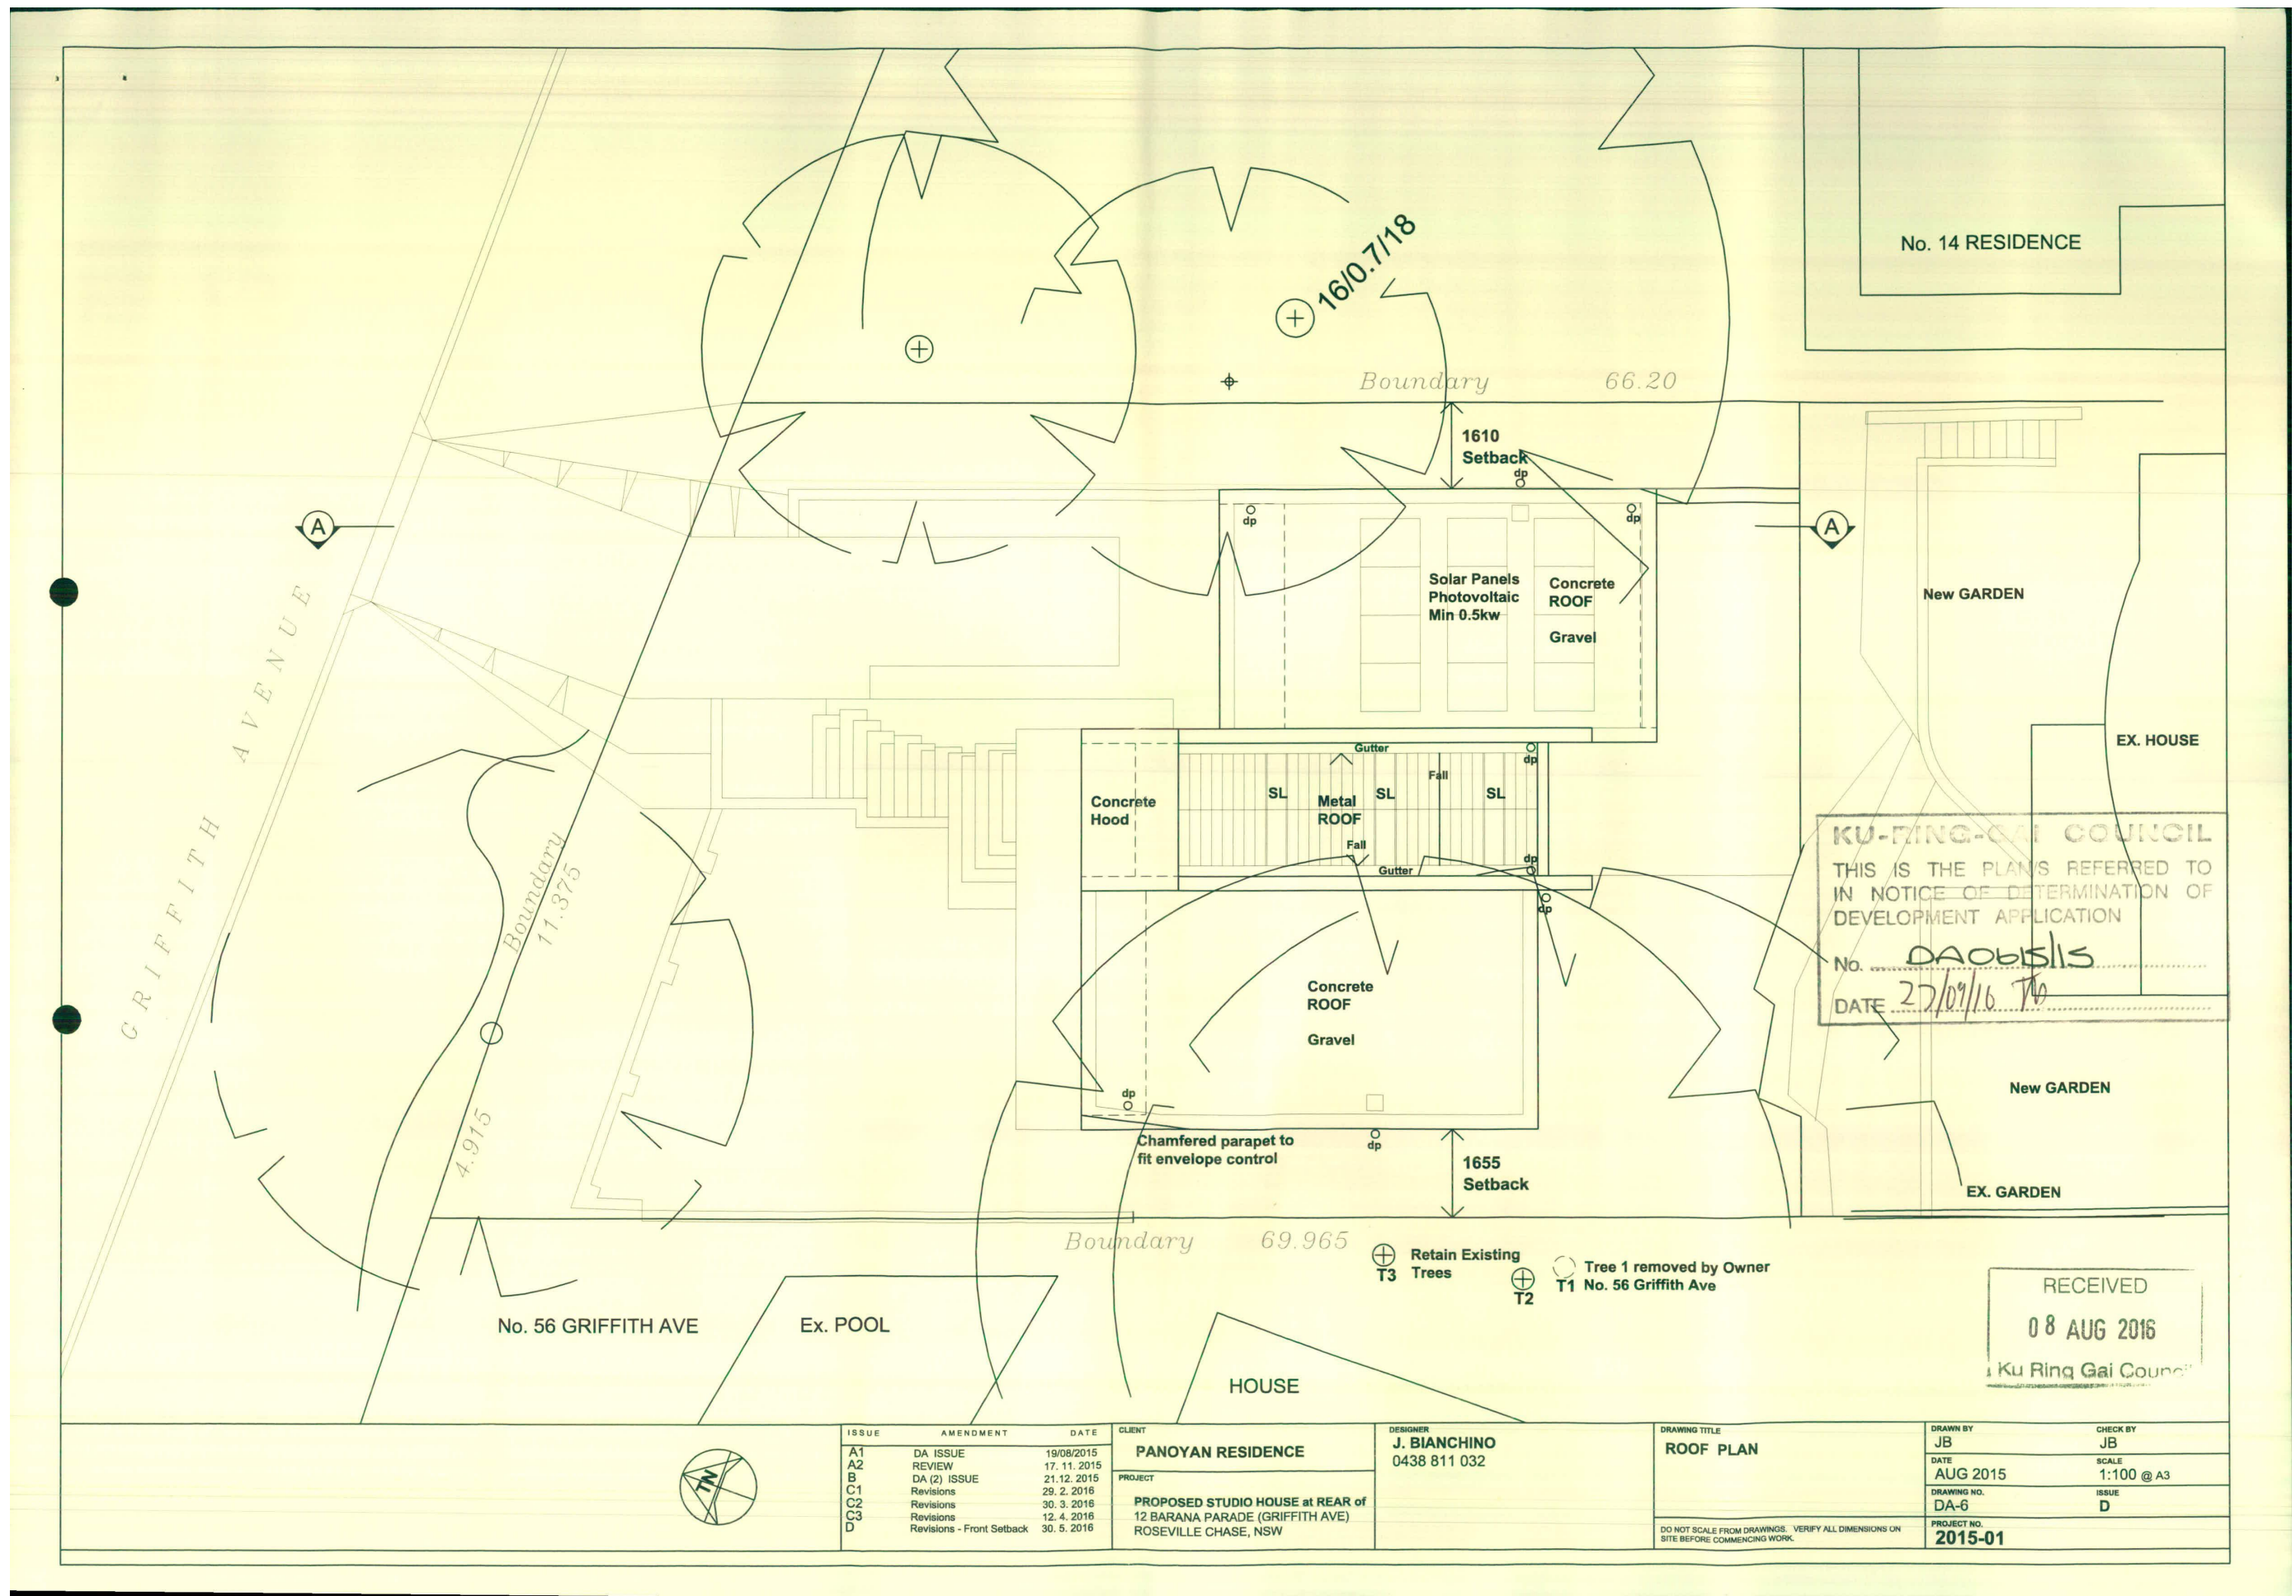 No. 14 RESIDENCE
16/0.7/18
Boundary 66.20
1610
Setback
dp
dp
dp
A
A
Solar Panels
Photovoltaic
Min 0.5kw
Concrete
ROOF
Gravel
New GARDEN
GRIFFITH AVENUE
EX. HOUSE
Gutter
dp
Fall
SL
SL
SL
Metal
ROOF
Concrete
Hood
Fall
Gutter
dp
dp
KU-RING-GAI COUNCIL
THIS IS THE PLAN/S REFERRED TO
IN NOTICE OF DETERMINATION OF
DEVELOPMENT APPLICATION
No. DA0615/15
DATE 27/09/16
Boundary
11.375
4.915
Concrete
ROOF
Gravel
dp
New GARDEN
Chamfered parapet to
fit envelope control
dp
1655
Setback
EX. GARDEN
Boundary 69.965
Retain Existing
Trees
T3
T2
T1
Tree 1 removed by Owner
No. 56 Griffith Ave
RECEIVED
08 AUG 2016
Ku Ring Gai Council
No. 56 GRIFFITH AVE
Ex. POOL
HOUSE
TN
ISSUE AMENDMENT DATE
A1 DA ISSUE 19/08/2015
A2 REVIEW 17. 11. 2015
B DA (2) ISSUE 21.12. 2015
C1 Revisions 29. 2. 2016
C2 Revisions 30. 3. 2016
C3 Revisions 12. 4. 2016
D Revisions - Front Setback 30. 5. 2016
CLIENT
PANOYAN RESIDENCE
PROJECT
PROPOSED STUDIO HOUSE at REAR of
12 BARANA PARADE (GRIFFITH AVE)
ROSEVILLE CHASE, NSW
DESIGNER
J. BIANCHINO
0438 811 032
DRAWING TITLE
ROOF PLAN
DO NOT SCALE FROM DRAWINGS. VERIFY ALL DIMENSIONS ON
SITE BEFORE COMMENCING WORK.
DRAWN BY CHECK BY
JB JB
DATE SCALE
AUG 2015 1:100 @ A3
DRAWING NO. ISSUE
DA-6 D
PROJECT NO.
2015-01